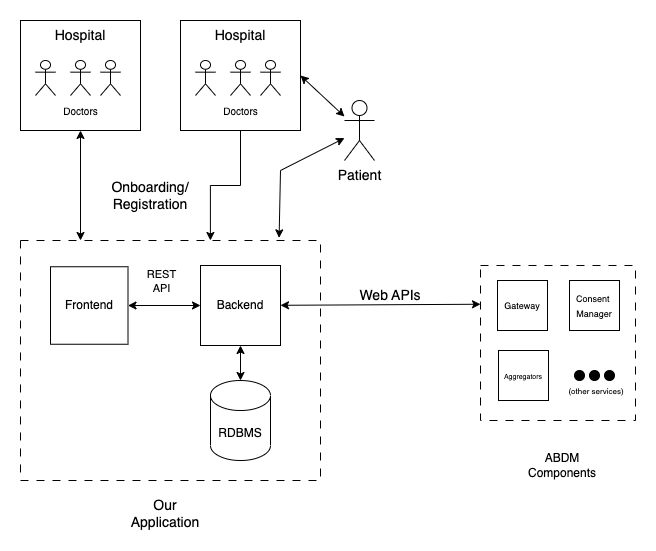 Hospital
Doctors
Hospital
Doctors
Patient
Onboarding/
Registration
Frontend
REST
API
Backend
RDBMS
Our
Application
Web APIs
Gateway
Consent
Manager
Aggregators
(other services)
ABDM
Components